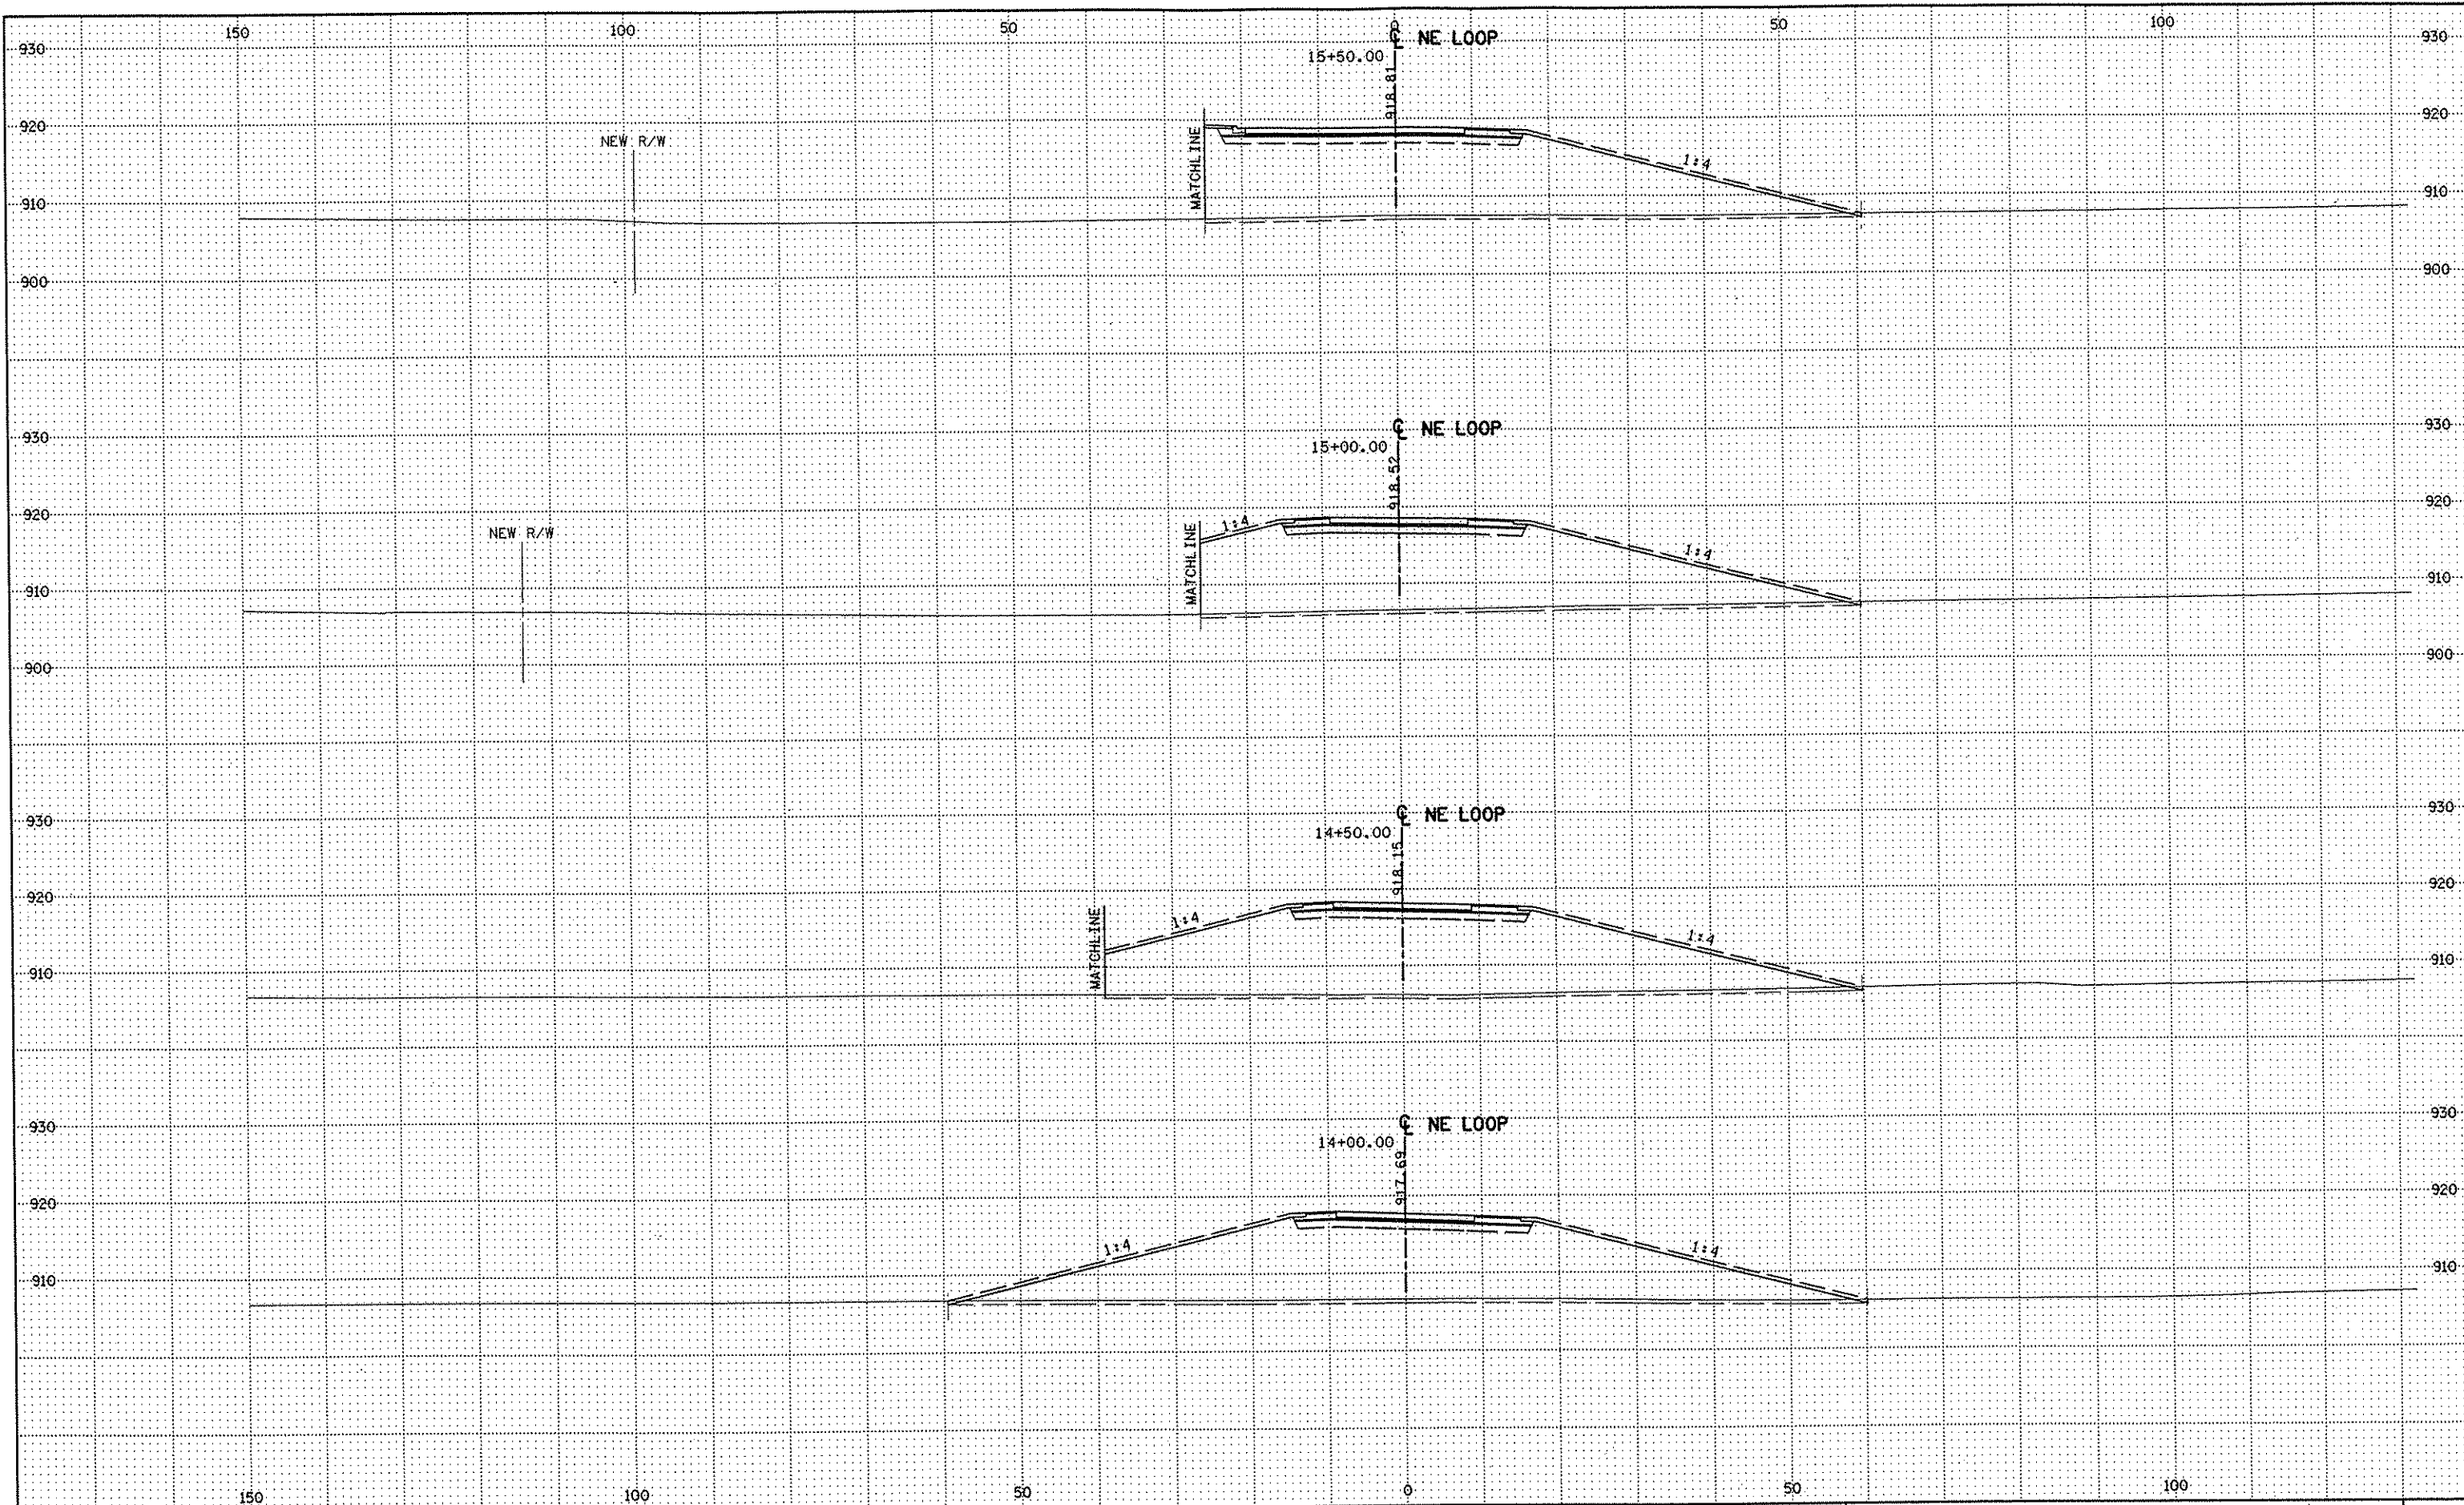 150 100 50 0 50 100
930 ℄ NE LOOP 930
15+50.00
918.81
920 920
NEW R/W
MATCHLINE
1:4
910 910
900 900
930 ℄ NE LOOP 930
15+00.00
918.52
920 920
NEW R/W
MATCHLINE
1:4 1:4
910 910
900 900
930 ℄ NE LOOP 930
14+50.00
918.15
920 920
MATCHLINE
1:4 1:4
910 910
930 ℄ NE LOOP 930
14+00.00
917.69
920 920
1:4 1:4
910 910
150 100 50 0 50 100